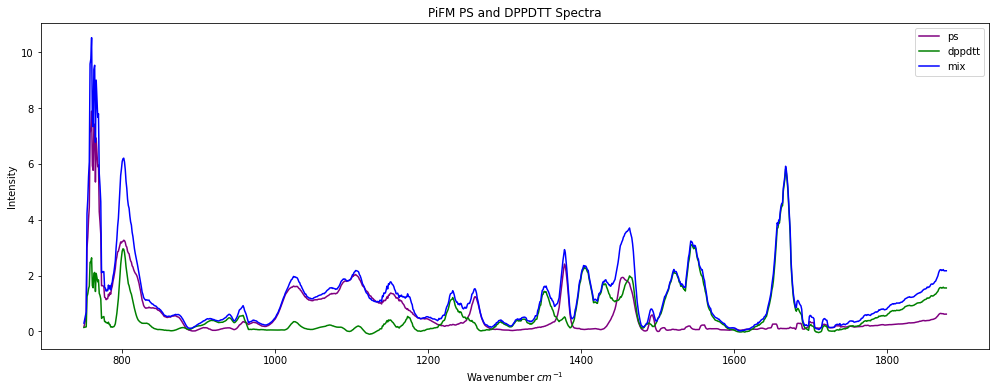 PiFM PS and DPPDTT Spectra
ps
dppdtt
mix
Intensity
10
8
6
4
2
0
800
1000
1200
1400
1600
1800
Wavenumber cm⁻¹